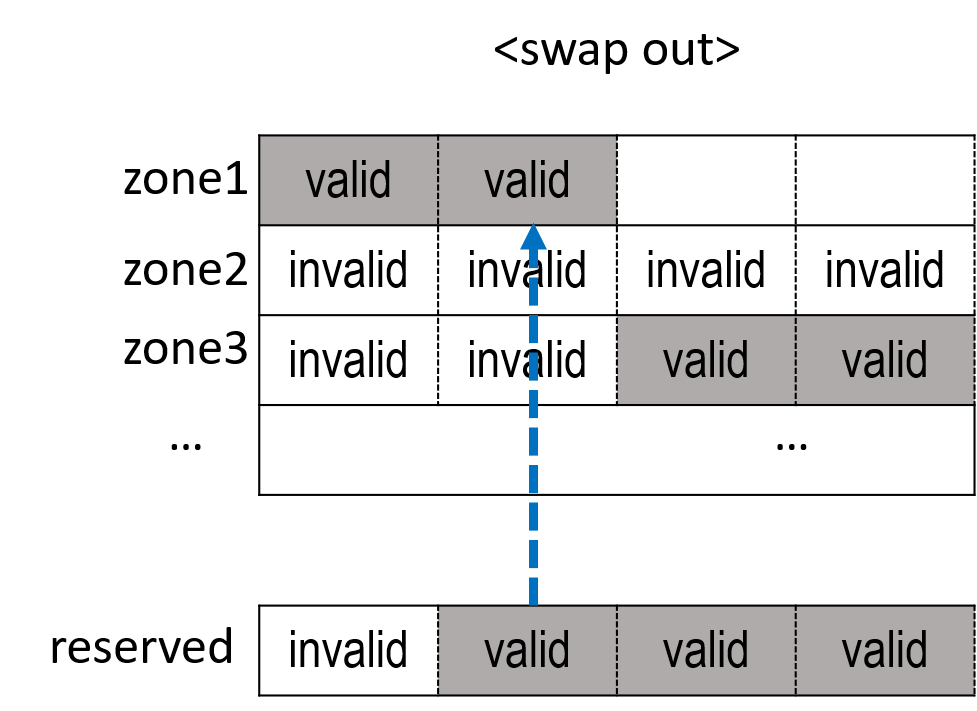 <swap out>
zone1 valid valid
zone2 invalid invalid invalid invalid
zone3 invalid invalid valid valid
... ...
reserved invalid valid valid valid